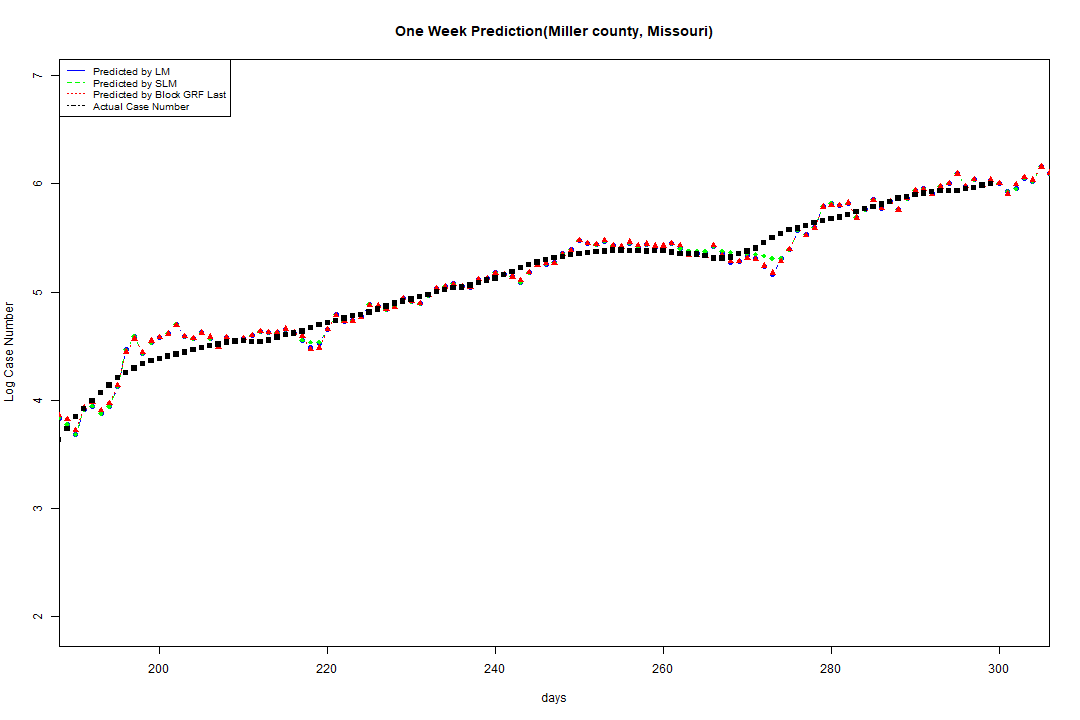 One Week Prediction(Miller county, Missouri)
Predicted by LM
Predicted by SLM
Predicted by Block GRF Last
Actual Case Number
7
6
5
4
3
2
Log Case Number
200 220 240 260 280 300
days